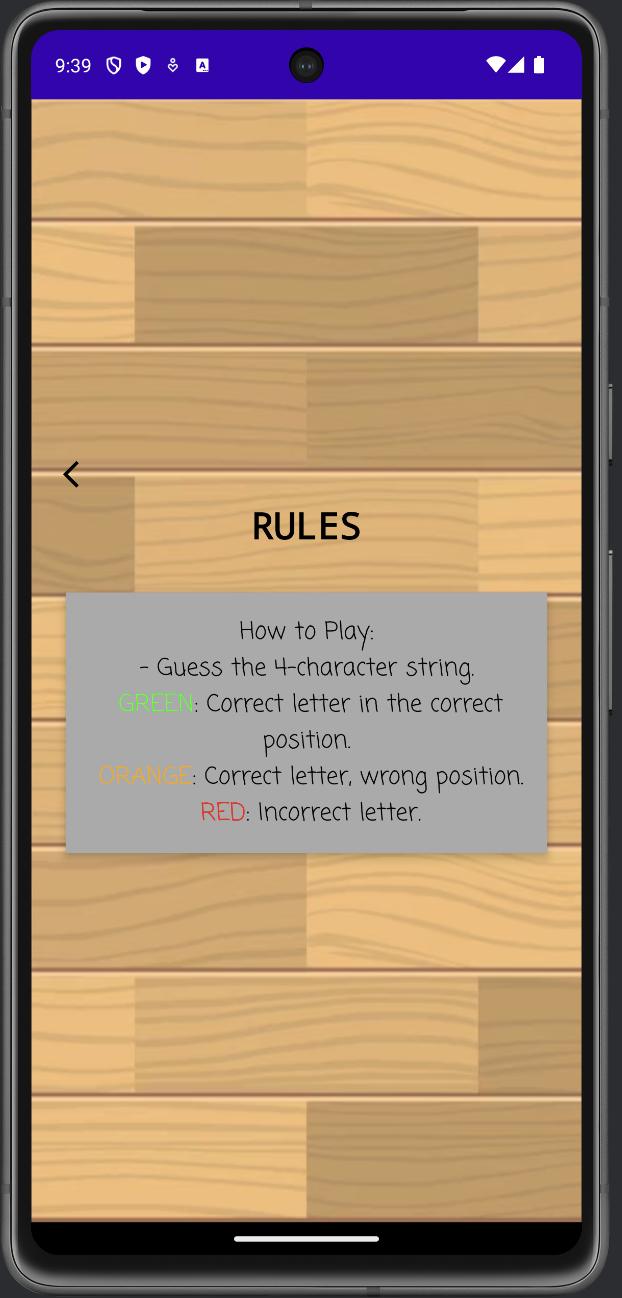 9:39
RULES
How to Play:
- Guess the 4-character string.
GREEN: Correct letter in the correct
position.
ORANGE: Correct letter, wrong position.
RED: Incorrect letter.